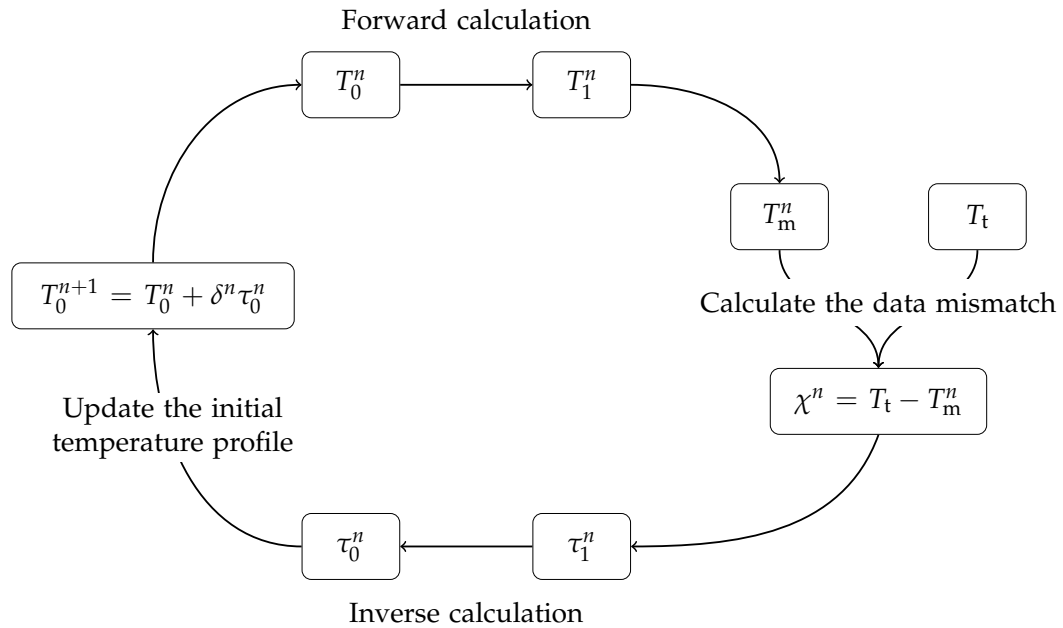 Forward calculation
T_0^n
T_1^n
T_m^n
T_t
T_0^{n+1} = T_0^n + δ^n τ_0^n
Calculate the data mismatch
χ^n = T_t − T_m^n
Update the initial
temperature profile
τ_0^n
τ_1^n
Inverse calculation